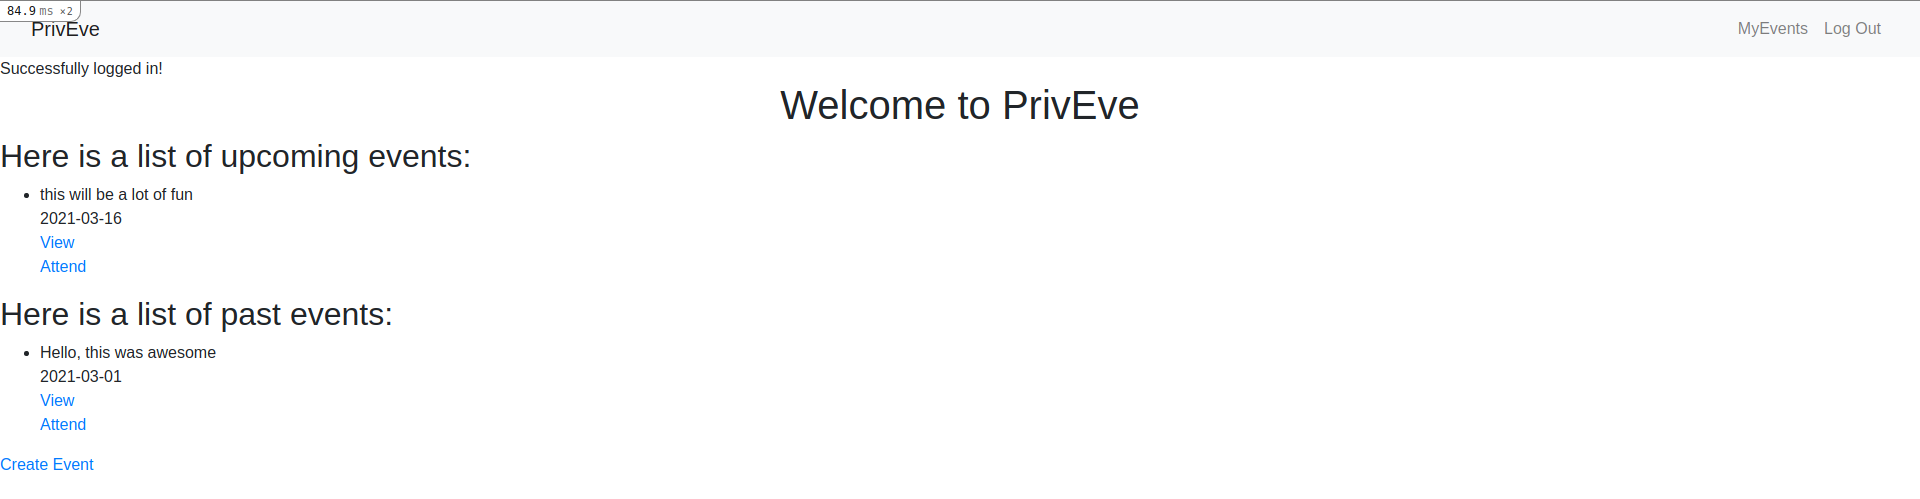 84.9 ms ×2
PrivEve
MyEvents Log Out
Successfully logged in!
Welcome to PrivEve
Here is a list of upcoming events:
this will be a lot of fun
2021-03-16
View
Attend
Here is a list of past events:
Hello, this was awesome
2021-03-01
View
Attend
Create Event